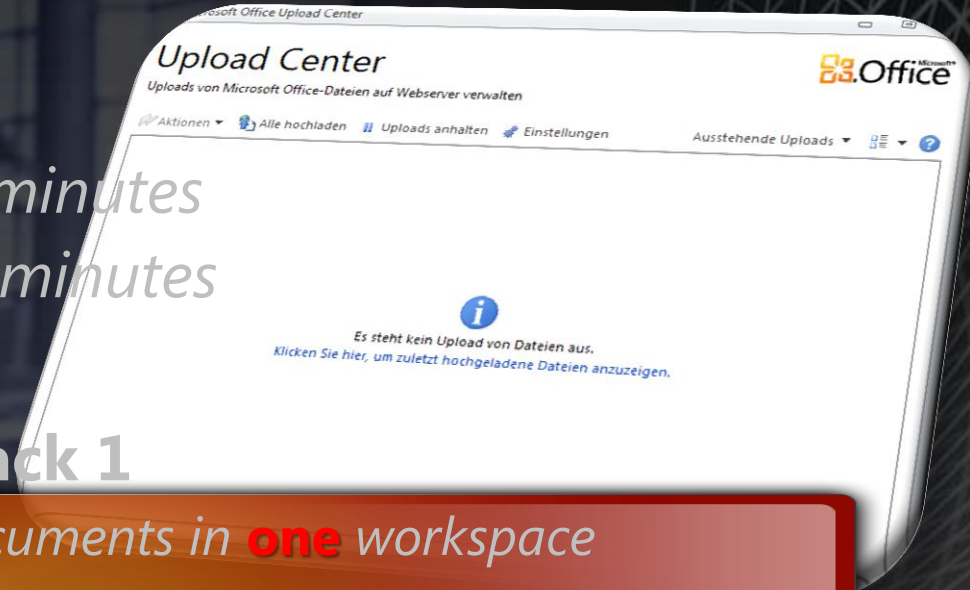 Microsoft Office Upload Center
Upload Center
Microsoft
Office
Uploads von Microsoft Office-Dateien auf Webserver verwalten
Aktionen Alle hochladen Uploads anhalten Einstellungen Ausstehende Uploads ?
minutes
minutes
i
Es steht kein Upload von Dateien aus.
Klicken Sie hier, um zuletzt hochgeladene Dateien anzuzeigen.
ck 1
cuments in one workspace